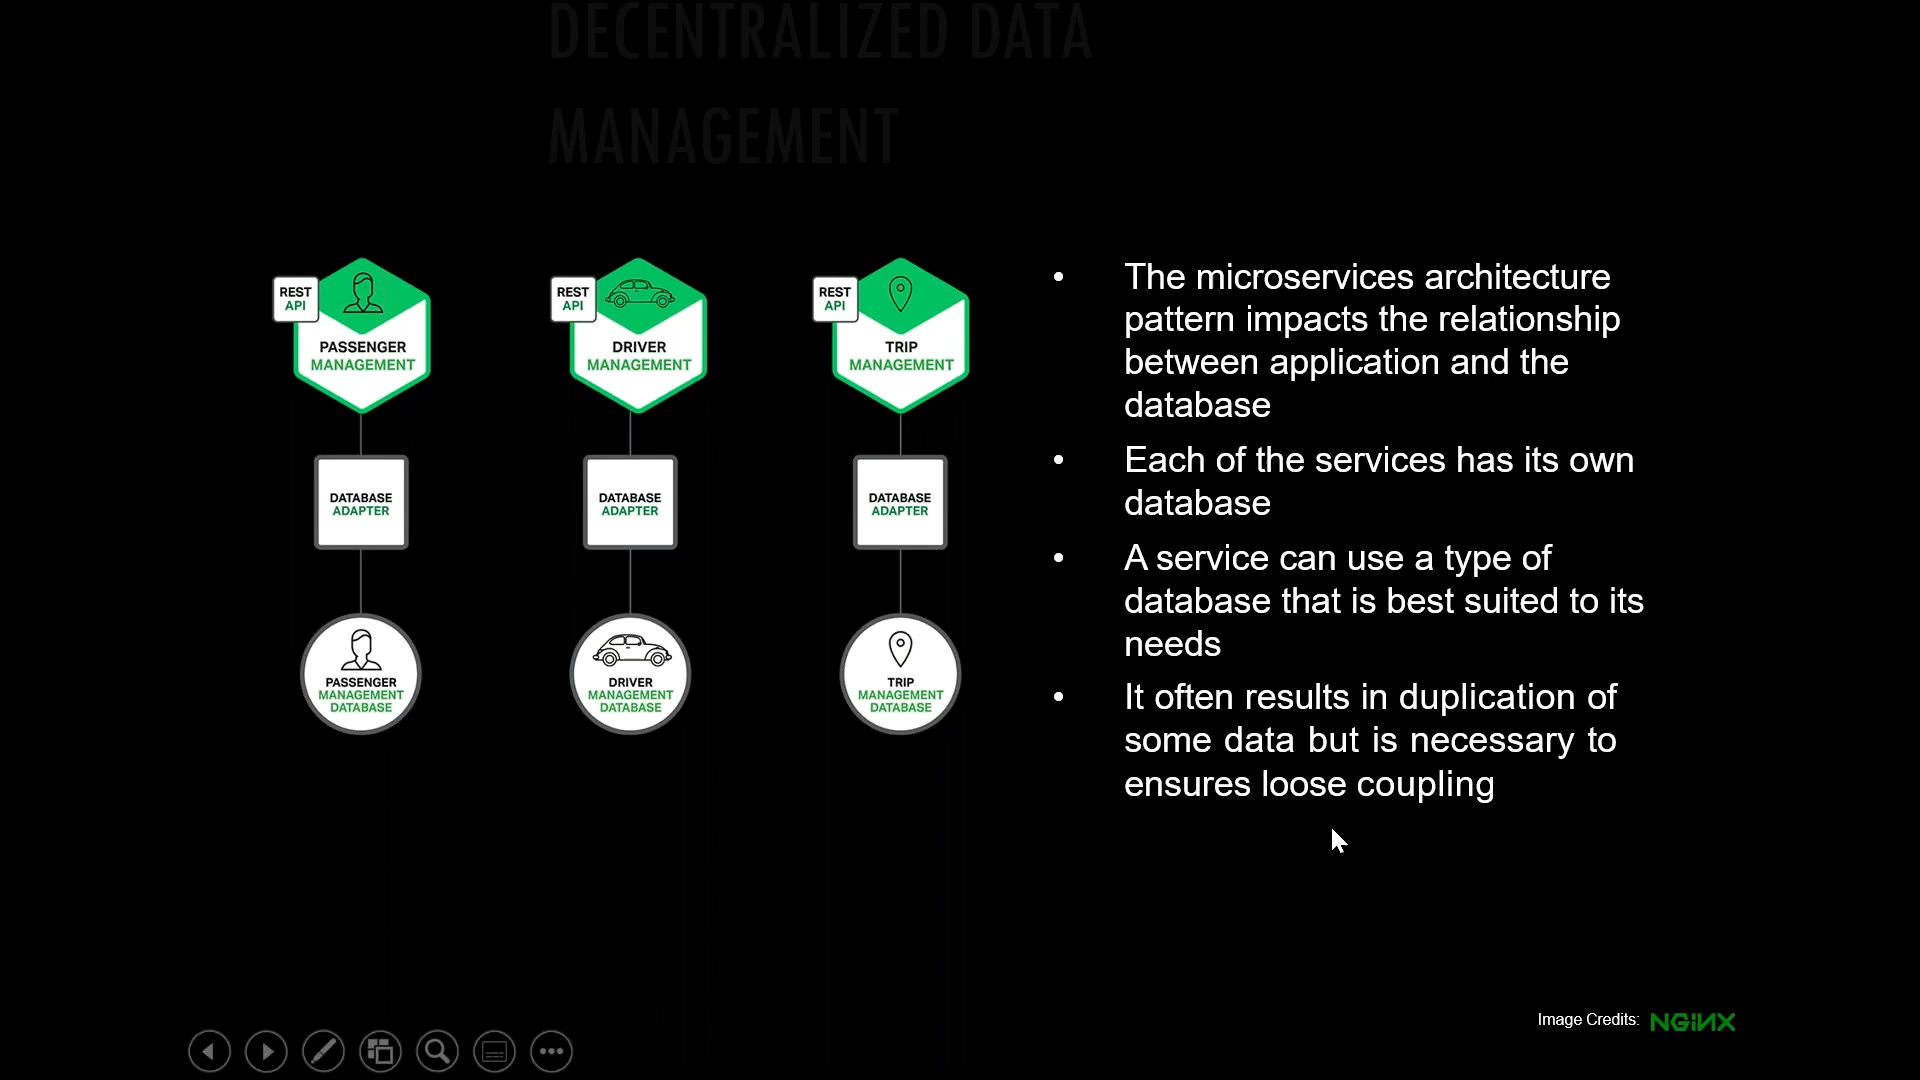 DECENTRALIZED DATA
MANAGEMENT
REST
API
PASSENGER
MANAGEMENT
REST
API
DRIVER
MANAGEMENT
REST
API
TRIP
MANAGEMENT
DATABASE
ADAPTER
DATABASE
ADAPTER
DATABASE
ADAPTER
PASSENGER
MANAGEMENT
DATABASE
DRIVER
MANAGEMENT
DATABASE
TRIP
MANAGEMENT
DATABASE
• The microservices architecture
pattern impacts the relationship
between application and the
database
• Each of the services has its own
database
• A service can use a type of
database that is best suited to its
needs
• It often results in duplication of
some data but is necessary to
ensures loose coupling
Image Credits: NGINX